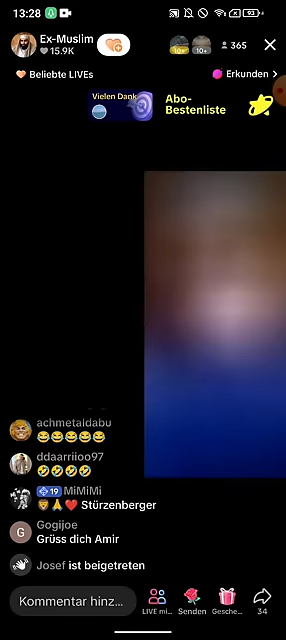 13:28
93
Ex-Muslim
15.9K
10+
10+
365
Beliebte LIVEs
Erkunden >
Vielen Dank
Abo-
Bestenliste
achmetaldabu
😂😂😂😂😂
ddaarriioo97
🤣🤣🤣🤣
19 MiMiMi
🦁🙏❤️ Stürzenberger
G
Gogijoe
Grüss dich Amir
Josef ist beigetreten
Kommentar hinz...
LIVE mi...
Senden
Gesche...
34